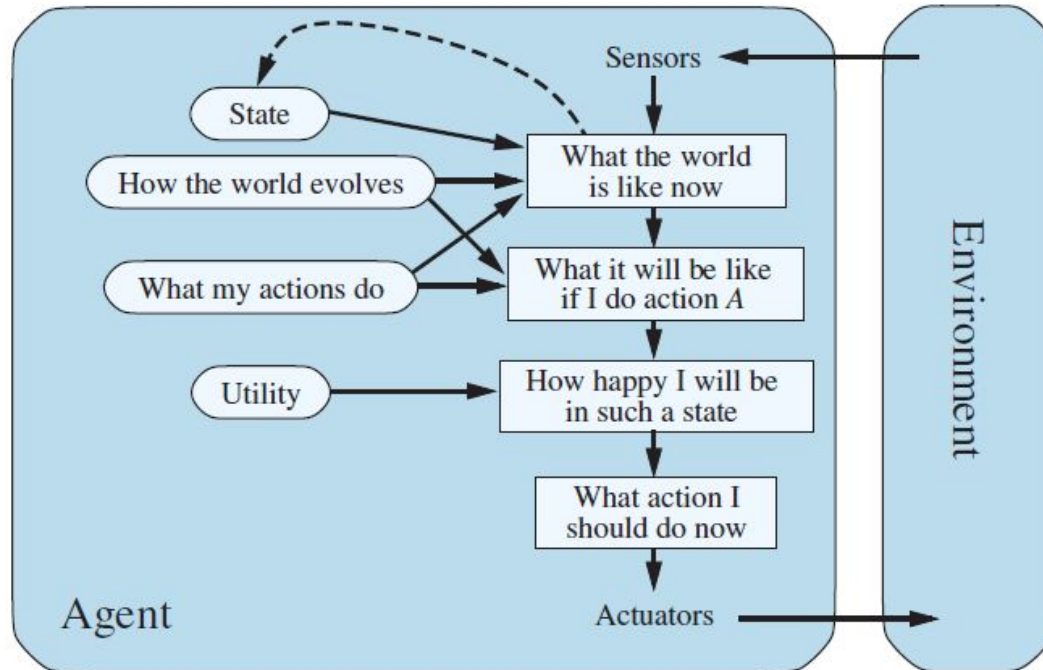 Sensors
State
What the world
is like now
How the world evolves
What it will be like
if I do action A
What my actions do
How happy I will be
in such a state
Utility
What action I
should do now
Actuators
Agent
Environment